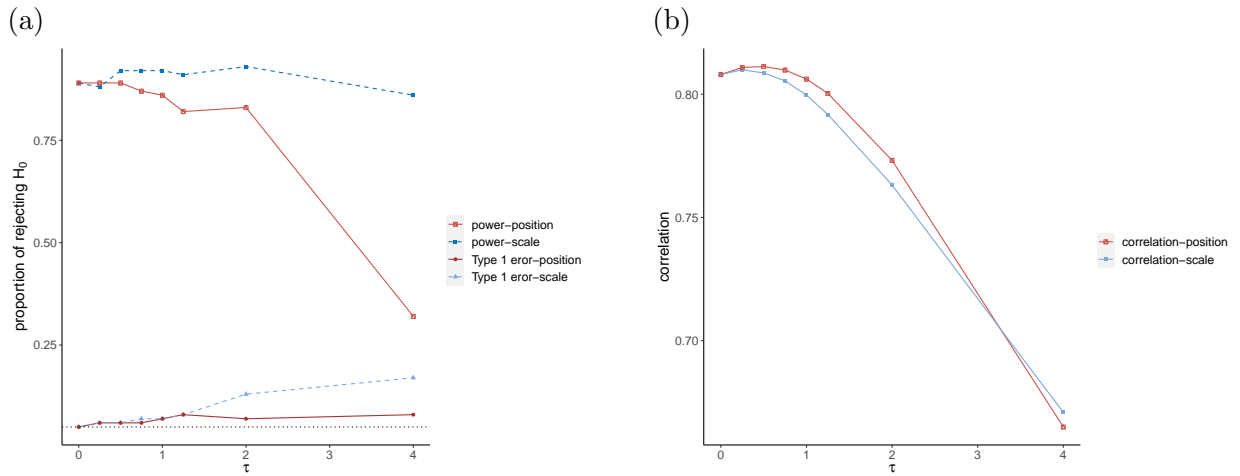 (a)
proportion of rejecting H₀
0.75
0.50
0.25
0
1
2
3
4
τ
power−position
power−scale
Type 1 eror−position
Type 1 eror−scale
(b)
correlation
0.80
0.75
0.70
0
1
2
3
4
τ
correlation−position
correlation−scale